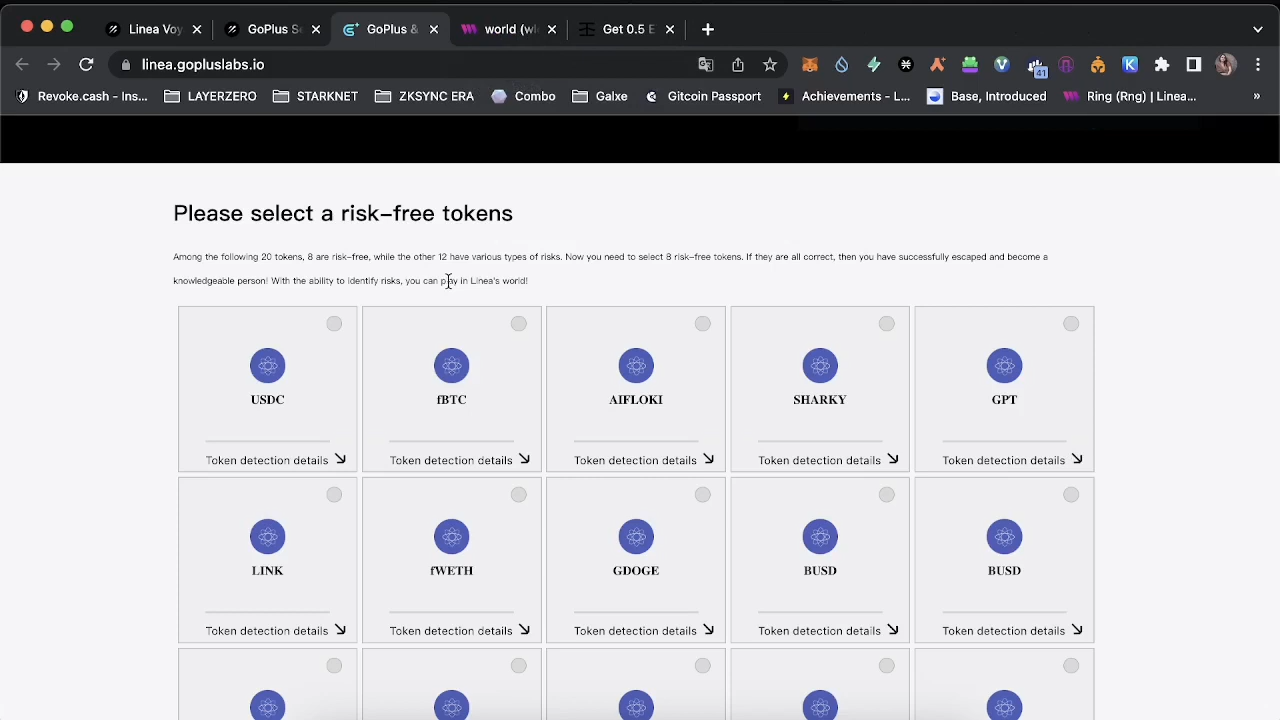 Linea Voy
GoPlus Se
GoPlus &
world (wl
Get 0.5 E
linea.gopluslabs.io
41
Revoke.cash - Ins...
LAYERZERO
STARKNET
ZKSYNC ERA
Combo
Galxe
Gitcoin Passport
Achievements - L...
Base, Introduced
Ring (Rng) | Linea...
»
Please select a risk-free tokens
Among the following 20 tokens, 8 are risk-free, while the other 12 have various types of risks. Now you need to select 8 risk-free tokens. If they are all correct, then you have successfully escaped and become a
knowledgeable person! With the ability to identify risks, you can play in Linea's world!
USDC
fBTC
AIFLOKI
SHARKY
GPT
Token detection details
Token detection details
Token detection details
Token detection details
Token detection details
LINK
fWETH
GDOGE
BUSD
BUSD
Token detection details
Token detection details
Token detection details
Token detection details
Token detection details